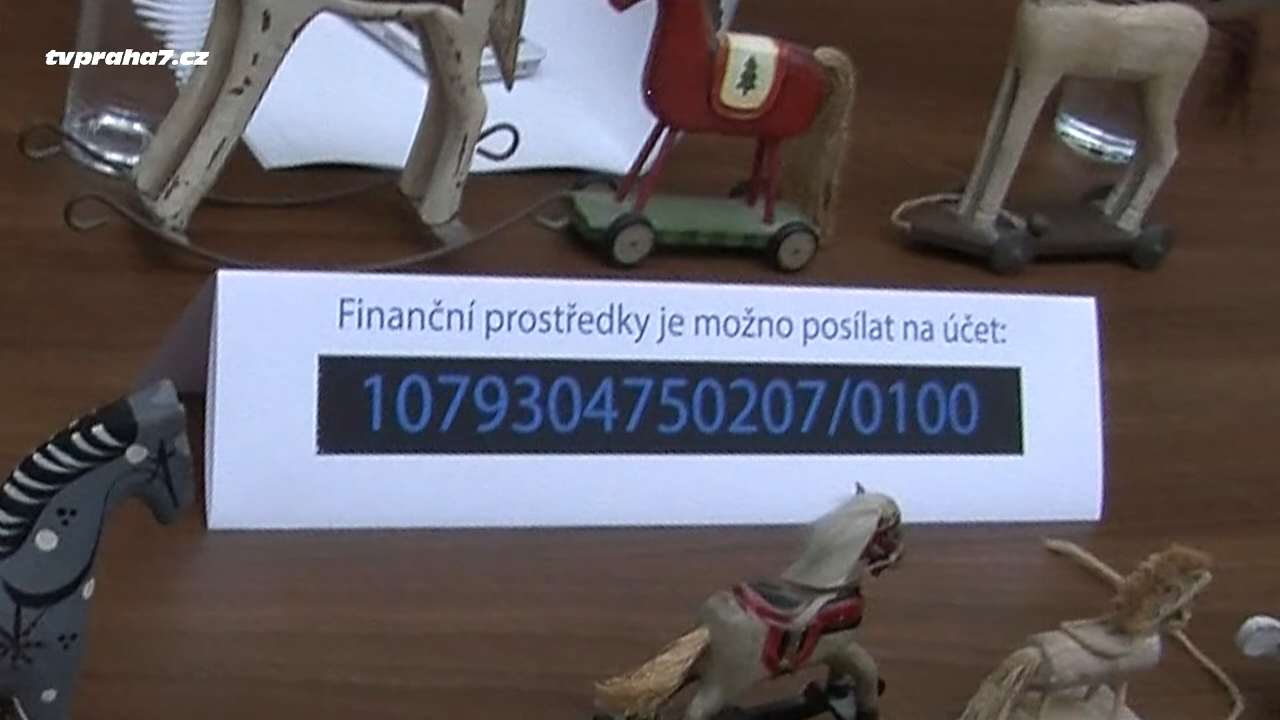 tvpraha7.cz
Finanční prostředky je možno posílat na účet:
1079304750207/0100